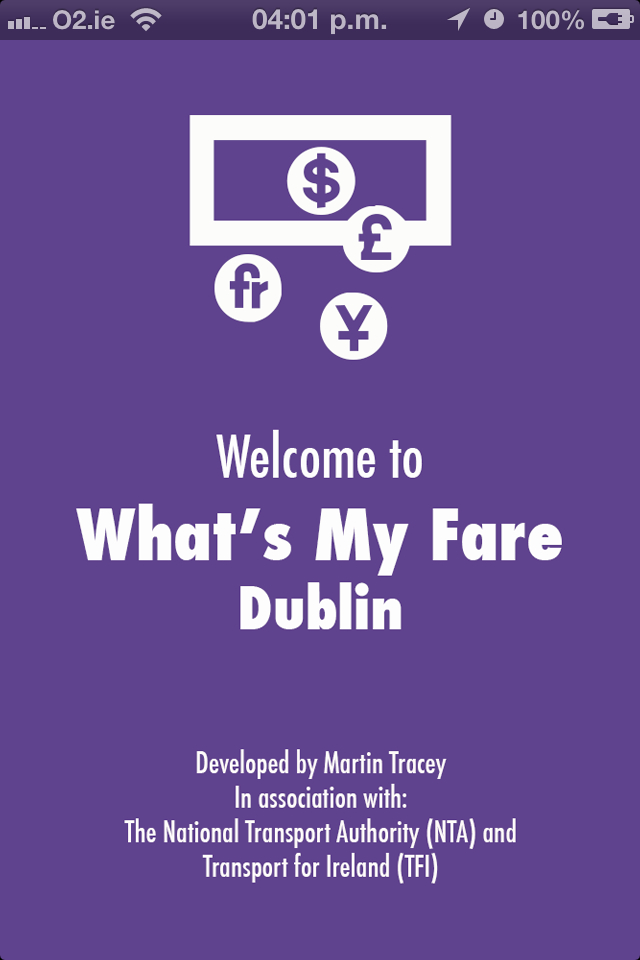 O2.ie 04:01 p.m. 100%
$
£
fr
¥
Welcome to
What's My Fare
Dublin
Developed by Martin Tracey
In association with:
The National Transport Authority (NTA) and
Transport for Ireland (TFI)